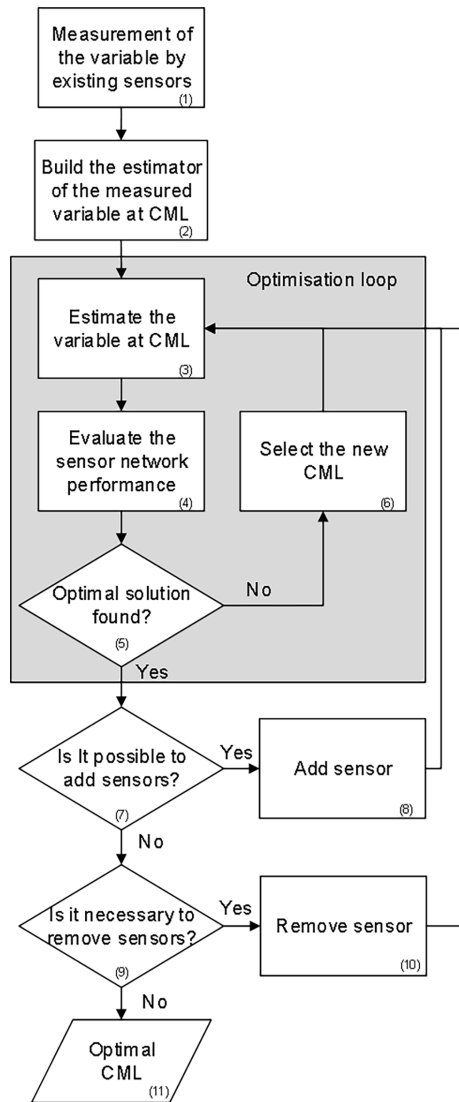 Measurement
of the variable by
existing sensors
(1)
Build the estimator
of the measured
variable at CML
(2)
Optimisation loop
Estimate the
variable at CML
(3)
Evaluate the
sensor network
performance
(4)
Select the new
CML
(6)
Optimal solution
found?
(5)
No
Yes
Is It possible to
add sensors?
(7)
Yes
Add sensor
(8)
No
Is it necessary to
remove sensors?
(9)
Yes
Remove sensor
(10)
No
Optimal
CML
(11)